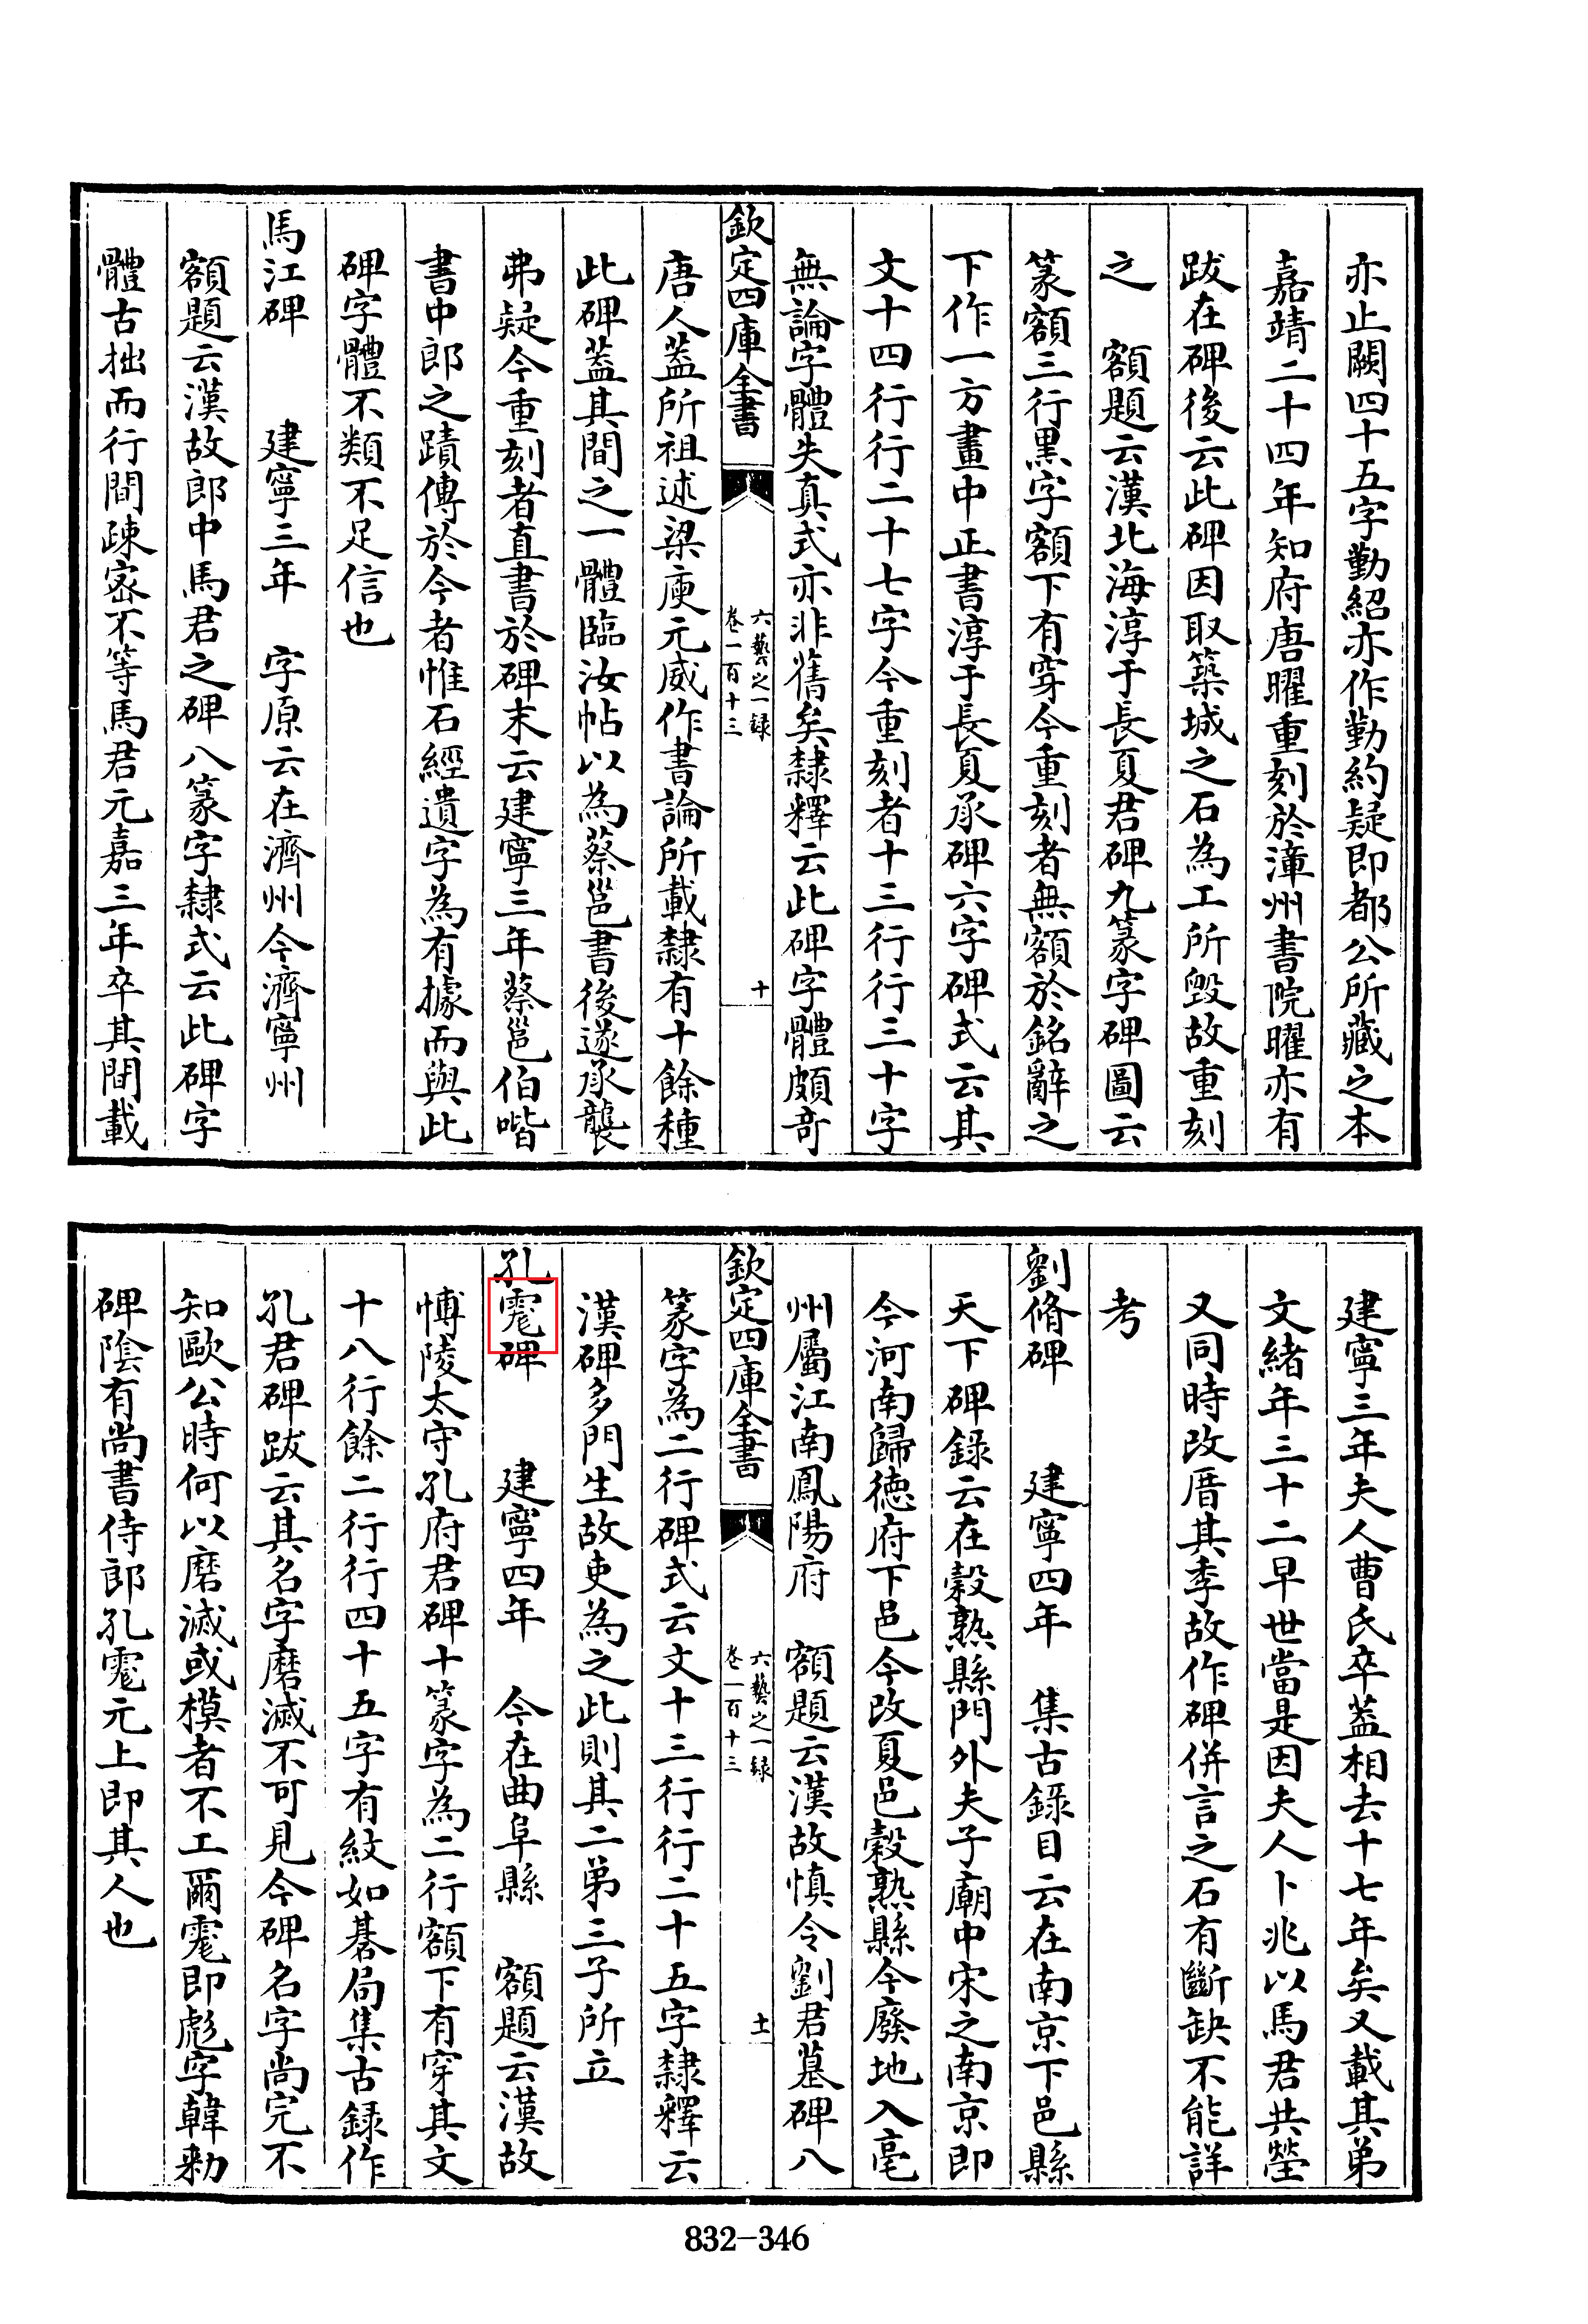 亦止闕四十五字勤紹亦作勤約疑即都公所藏之本
嘉靖二十四年知府唐曜重刻於漳州書院曜亦有
跋在碑後云此碑因取築城之石為工所毁故重刻
之　額題云漢北海淳于長夏君碑九篆字碑圖云
篆額三行黑字額下有穿今重刻者無額於銘辭之
下作一方畫中正書淳于長夏承碑六字碑式云其
文十四行行二十七字今重刻者十三行行三十字
無論字體失真式亦非舊矣隸釋云此碑字體頗奇
欽定四庫全書
六藝之一録
卷一百十三
十
唐人葢所祖述梁庾元威作書論所載隸有十餘種
此碑葢其間之一體臨汝帖以為蔡邕書後遂承襲
弗疑今重刻者直書於碑末云建寧三年蔡邕伯喈
書中郎之蹟傳於今者惟石經遺字為有據而與此
碑字體不類不足信也
馬江碑　建寧三年　字原云在濟州今濟寧州
額題云漢故郎中馬君之碑八篆字隸式云此碑字
體古拙而行間疎宻不等馬君元嘉三年卒其間載
建寧三年夫人曹氏卒葢相去十七年矣又載其弟
文緒年三十二早世當是因夫人卜兆以馬君共塋
又同時改厝其季故作碑併言之石有斷缺不能詳
考
劉脩碑　建寧四年　集古錄目云在南京下邑縣
天下碑録云在榖熟縣門外夫子廟中宋之南京即
今河南歸徳府下邑今改夏邑榖熟縣今廢地入亳
州屬江南鳳陽府　額題云漢故慎令劉君墓碑八
欽定四庫全書
六藝之一録
卷一百十三
十一
篆字為二行碑式云文十三行行二十五字隸釋云
漢碑多門生故吏為之此則其二弟三子所立
孔碑　建寧四年　今在曲阜縣　額題云漢故
博陵太守孔府君碑十篆字為二行額下有穿其文
十八行餘二行行四十五字有紋如碁局集古録作
孔君碑跋云其名字磨滅不可見今碑名字尚完不
知歐公時何以磨滅或模者不工爾即彪字韓勑
碑陰有尚書侍郎孔元上即其人也
832-346